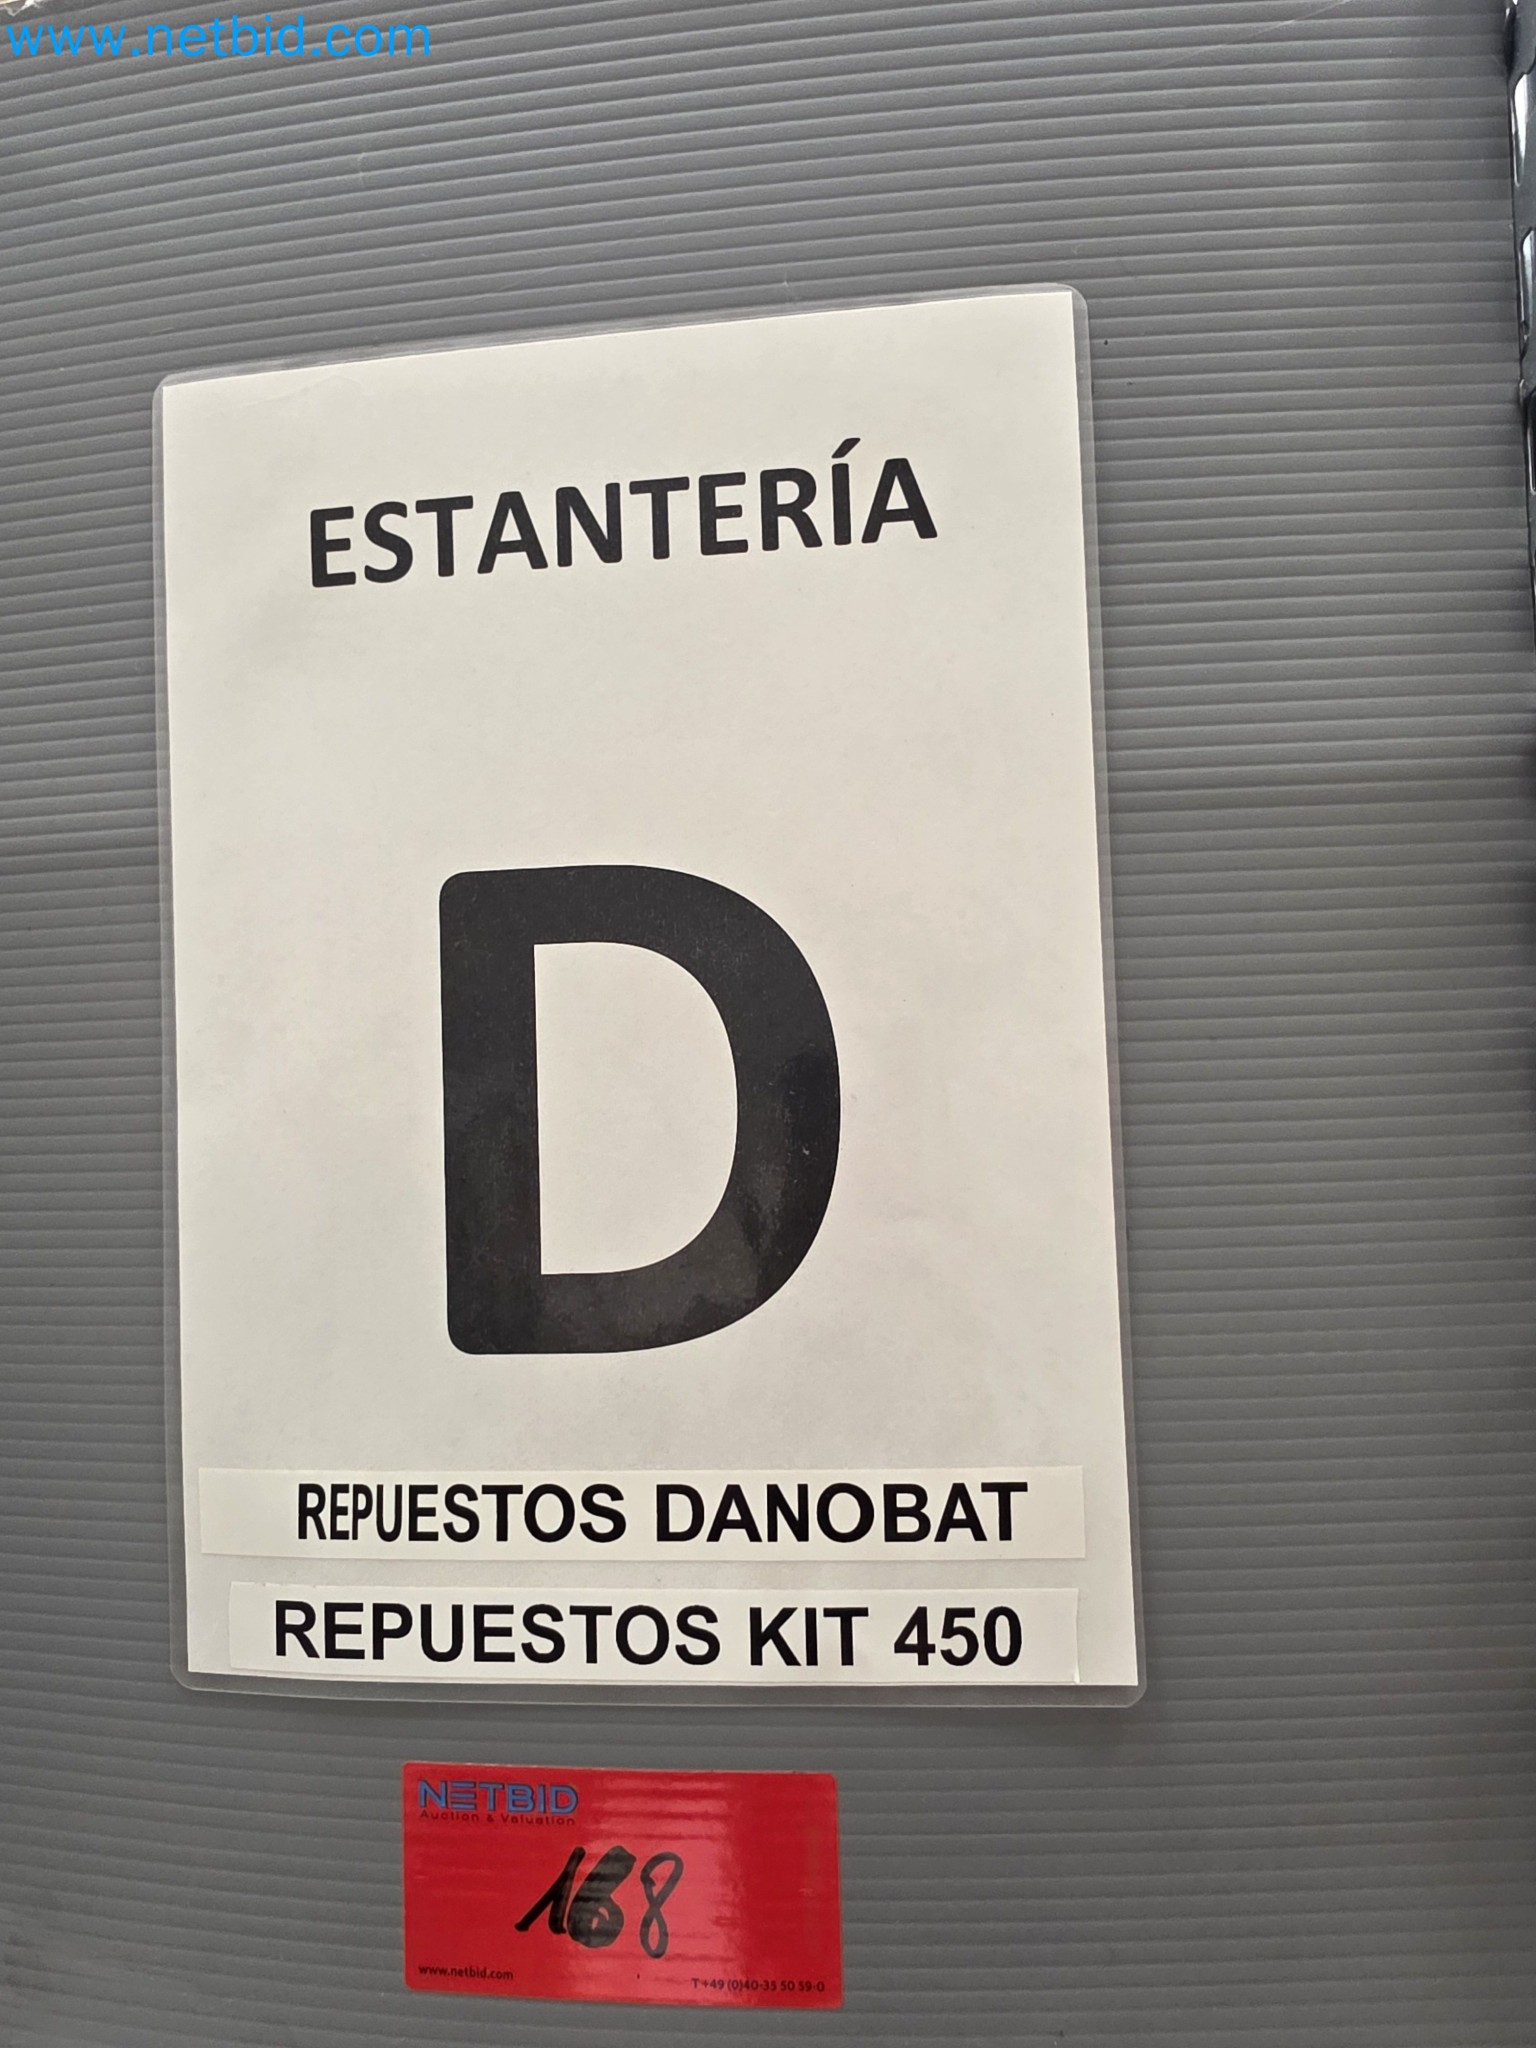 www.netbid.com
ESTANTERÍA
D
REPUESTOS DANOBAT
REPUESTOS KIT 450
NETBID
Auction & Valuation
www.netbid.com
T +49 (0)40-35 50 59-0